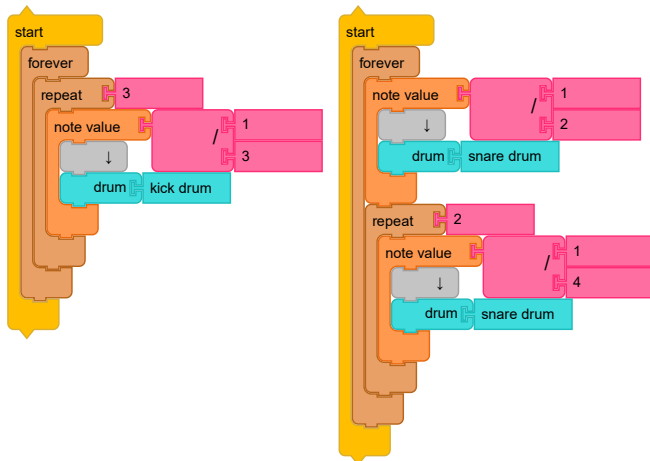 start
forever
repeat 3
note value / 1
3
↓
drum kick drum
start
forever
note value / 1
2
↓
drum snare drum
repeat 2
note value / 1
4
↓
drum snare drum